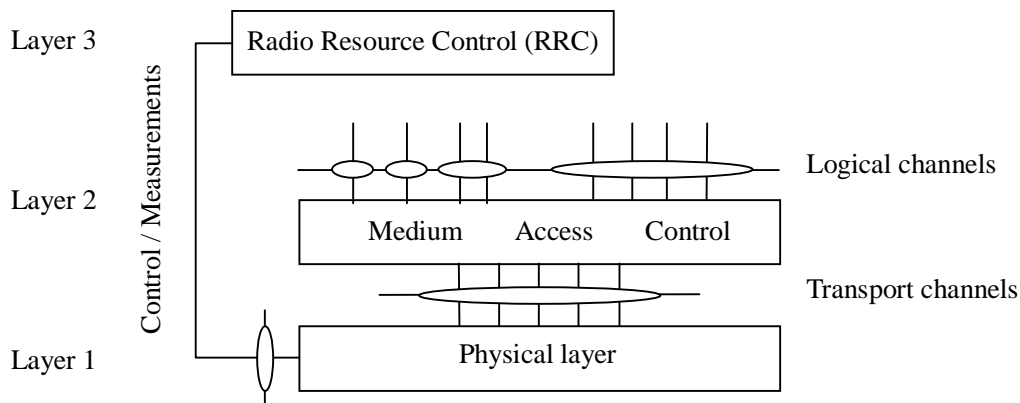 Layer 3
Radio Resource Control (RRC)
Control / Measurements
Logical channels
Layer 2
Medium Access Control
Transport channels
Layer 1
Physical layer